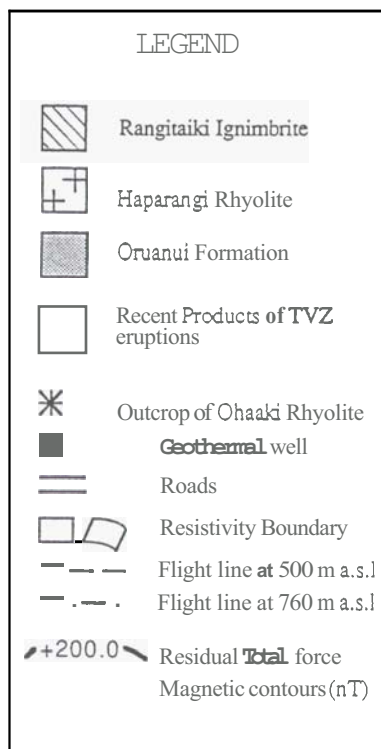 LEGEND
Rangitaiki Ignimbrite
Haparangi Rhyolite
Oruanui Formation
Recent Products of TVZ
eruptions
Outcrop of Ohaaki Rhyolite
Geothermal well
Roads
Resistivity Boundary
Flight line at 500 m a.s.l
Flight line at 760 m a.s.l
+200.0 Residual Total force
Magnetic contours (nT)